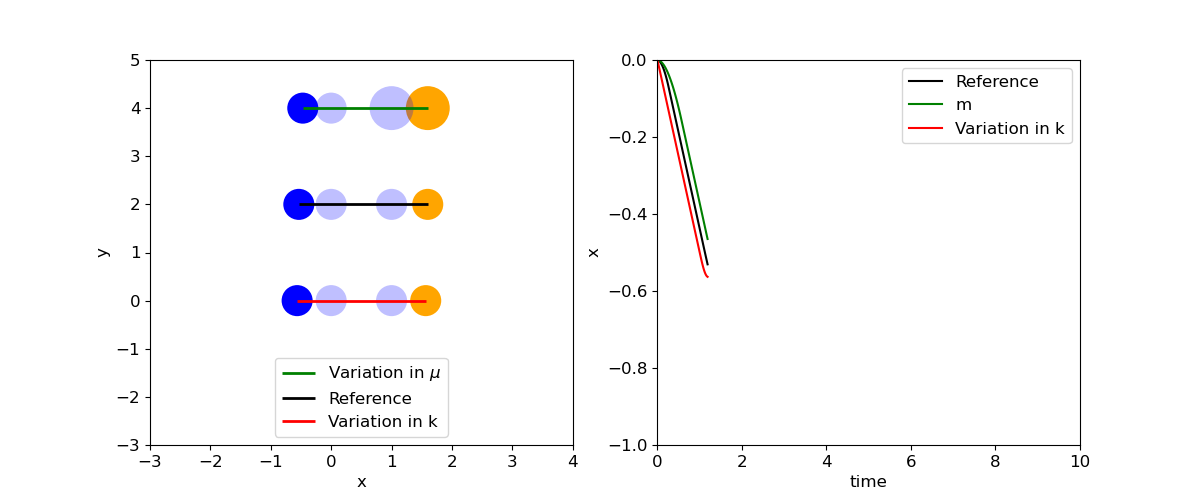 5
4
3
2
1
0
−1
−2
−3
y
−3 −2 −1 0 1 2 3 4
x
Variation in μ
Reference
Variation in k
0.0
−0.2
−0.4
−0.6
−0.8
−1.0
x
0 2 4 6 8 10
time
Reference
m
Variation in k